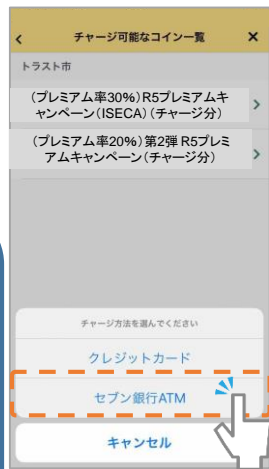 チャージ可能なコイン一覧
トラスト市
(プレミアム率30%)R5プレミアムキ
ャンペーン(ISECA)(チャージ分)
(プレミアム率20%)第2弾 R5プレミ
アムキャンペーン(チャージ分)
チャージ方法を選んでください
クレジットカード
セブン銀行ATM
キャンセル